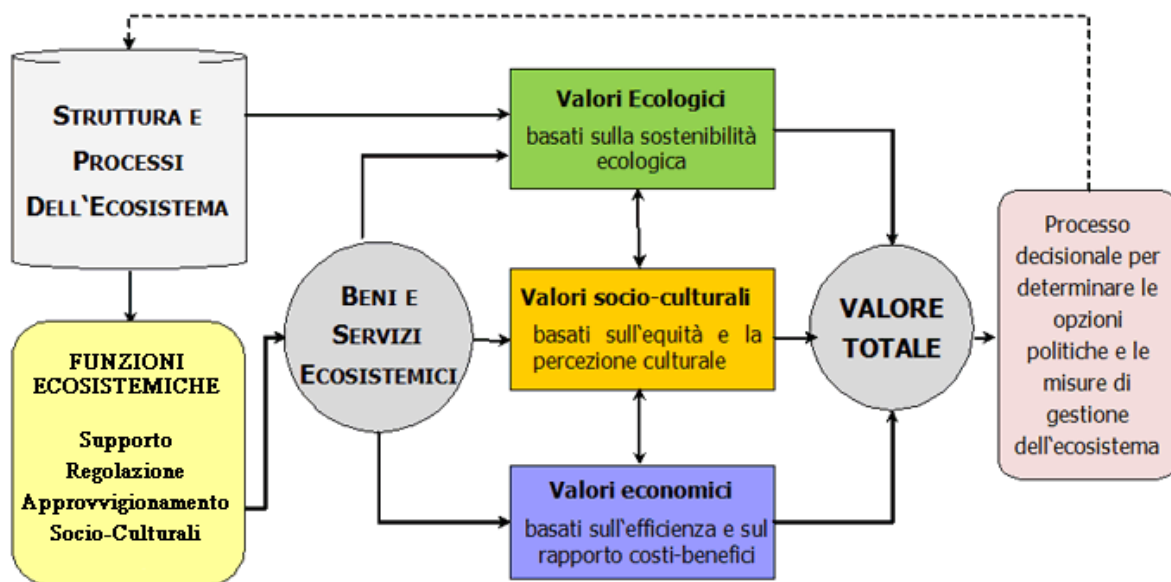 STRUTTURA E
PROCESSI
DELL‛ECOSISTEMA
FUNZIONI
ECOSISTEMICHE
Supporto
Regolazione
Approvvigionamento
Socio-Culturali
BENI E
SERVIZI
ECOSISTEMICI
Valori Ecologici
basati sulla sostenibilità
ecologica
Valori socio-culturali
basati sull‛equità e la
percezione culturale
Valori economici
basati sull‛efficienza e sul
rapporto costi-benefici
VALORE
TOTALE
Processo
decisionale per
determinare le
opzioni
politiche e le
misure di
gestione
dell‛ecosistema